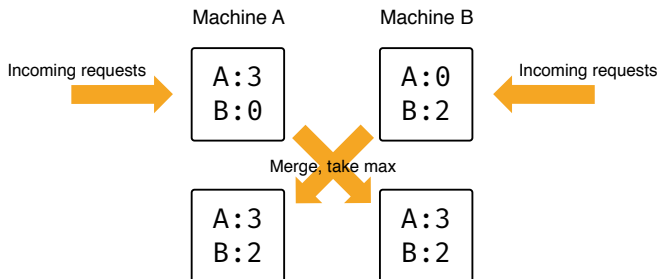 Machine A
Machine B
Incoming requests
A:3
B:0
A:0
B:2
Incoming requests
Merge, take max
A:3
B:2
A:3
B:2